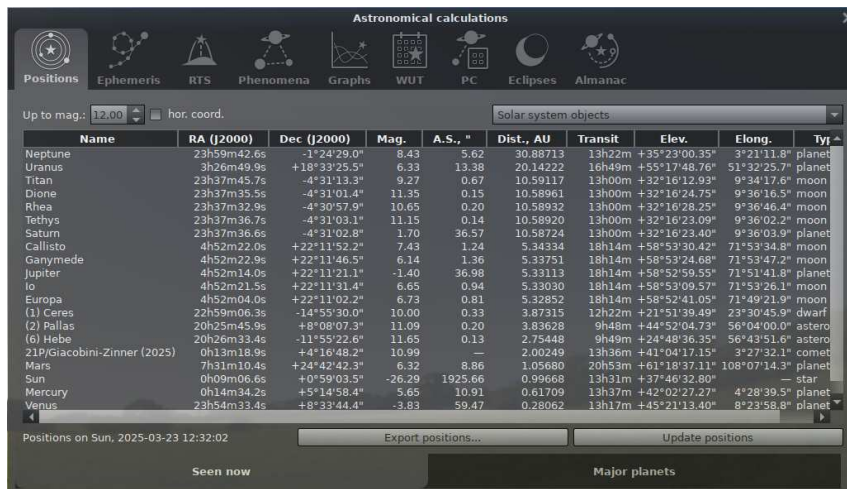 Astronomical calculations
Positions Ephemeris RTS Phenomena Graphs WUT PC Eclipses Almanac
Up to mag.: 12.00 hor. coord. Solar system objects
Name RA (J2000) Dec (J2000) Mag. A.S., " Dist., AU Transit Elev. Elong. Typ
Neptune 23h59m42.6s -1°24'29.0" 8.43 5.62 30.88713 13h22m +35°23'00.35" 3°21'11.8" planet
Uranus 3h26m49.9s +18°33'25.5" 6.33 13.38 20.14222 16h49m +55°17'48.76" 51°32'25.7" planet
Titan 23h37m45.7s -4°31'13.3" 9.27 0.67 10.59117 13h00m +32°16'12.93" 9°34'17.6" moon
Dione 23h37m35.5s -4°31'01.4" 11.35 0.15 10.58961 13h00m +32°16'24.75" 9°36'16.5" moon
Rhea 23h37m32.9s -4°30'57.9" 10.65 0.20 10.58932 13h00m +32°16'28.25" 9°36'46.4" moon
Tethys 23h37m36.7s -4°31'03.1" 11.15 0.14 10.58920 13h00m +32°16'23.09" 9°36'02.2" moon
Saturn 23h37m36.6s -4°31'02.8" 1.70 36.57 10.58724 13h00m +32°16'23.40" 9°36'03.9" planet
Callisto 4h52m22.0s +22°11'52.2" 7.43 1.24 5.34334 18h14m +58°53'30.42" 71°53'34.8" moon
Ganymede 4h52m22.9s +22°11'46.5" 6.14 1.36 5.33751 18h14m +58°53'24.68" 71°53'47.2" moon
Jupiter 4h52m14.0s +22°11'21.1" -1.40 36.98 5.33113 18h14m +58°52'59.55" 71°51'41.8" planet
Io 4h52m21.5s +22°11'31.4" 6.65 0.94 5.33030 18h14m +58°53'09.57" 71°53'26.1" moon
Europa 4h52m04.0s +22°11'02.2" 6.73 0.81 5.32852 18h14m +58°52'41.05" 71°49'21.9" moon
(1) Ceres 22h59m06.3s -14°55'30.0" 10.00 0.33 3.87315 12h22m +21°51'39.49" 23°30'45.9" dwarf
(2) Pallas 20h25m45.9s +8°08'07.3" 11.09 0.20 3.83628 9h48m +44°52'04.73" 56°04'00.0" astero
(6) Hebe 20h26m33.4s -11°55'22.6" 11.65 0.13 2.75448 9h49m +24°48'36.35" 56°43'51.6" astero
21P/Giacobini-Zinner (2025) 0h13m18.9s +4°16'48.2" 10.99 — 2.00249 13h36m +41°04'17.15" 3°27'32.1" comet
Mars 7h31m10.4s +24°42'42.3" 6.32 8.86 1.05680 20h53m +61°18'37.11" 108°07'14.3" planet
Sun 0h09m06.6s +0°59'03.5" -26.29 1925.66 0.99668 13h31m +37°46'32.80" — star
Mercury 0h14m34.2s +5°14'58.4" 5.65 10.91 0.61709 13h37m +42°02'27.27" 4°28'39.5" planet
Venus 23h54m33.4s +8°33'44.4" -3.83 59.47 0.28062 13h17m +45°21'13.40" 8°23'58.8" planet
Positions on Sun, 2025-03-23 12:32:02 Export positions... Update positions
Seen now Major planets